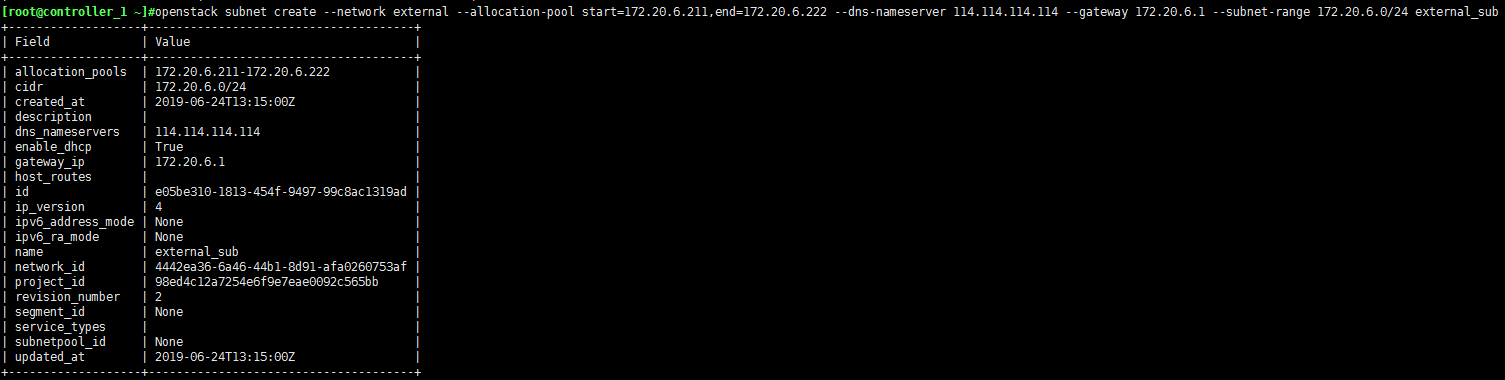 [root@controller_1 ~]#openstack subnet create --network external --allocation-pool start=172.20.6.211,end=172.20.6.222 --dns-nameserver 114.114.114.114 --gateway 172.20.6.1 --subnet-range 172.20.6.0/24 external_sub
+-------------------+--------------------------------------+
| Field             | Value                                |
+-------------------+--------------------------------------+
| allocation_pools  | 172.20.6.211-172.20.6.222            |
| cidr              | 172.20.6.0/24                        |
| created_at        | 2019-06-24T13:15:00Z                 |
| description       |                                      |
| dns_nameservers   | 114.114.114.114                      |
| enable_dhcp       | True                                 |
| gateway_ip        | 172.20.6.1                           |
| host_routes       |                                      |
| id                | e05be310-1813-454f-9497-99c8ac1319ad |
| ip_version        | 4                                    |
| ipv6_address_mode | None                                 |
| ipv6_ra_mode      | None                                 |
| name              | external_sub                         |
| network_id        | 4442ea36-6a46-44b1-8d91-afa0260753af |
| project_id        | 98ed4c12a7254e6f9e7eae0092c565bb     |
| revision_number   | 2                                    |
| segment_id        | None                                 |
| service_types     |                                      |
| subnetpool_id     | None                                 |
| updated_at        | 2019-06-24T13:15:00Z                 |
+-------------------+--------------------------------------+